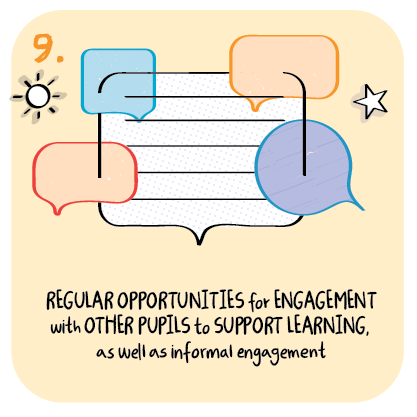 9.
REGULAR OPPORTUNITIES for ENGAGEMENT
with OTHER PUPILS to SUPPORT LEARNING,
as well as informal engagement